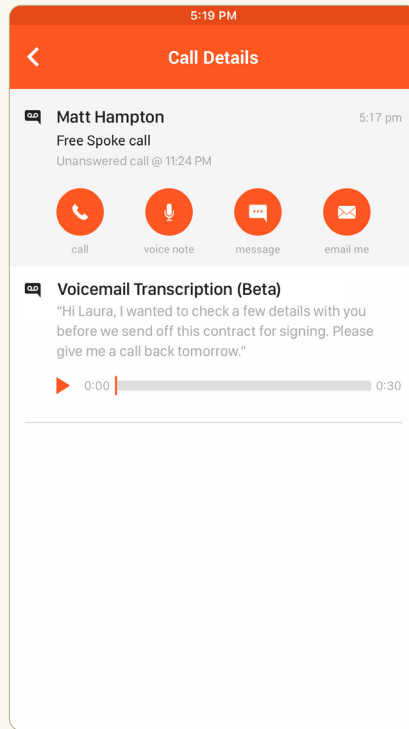 5:19 PM
Call Details
Matt Hampton 5:17 pm
Free Spoke call
Unanswered call @ 11:24 PM
call voice note message email me
Voicemail Transcription (Beta)
“Hi Laura, I wanted to check a few details with you
before we send off this contract for signing. Please
give me a call back tomorrow.”
0:00 0:30